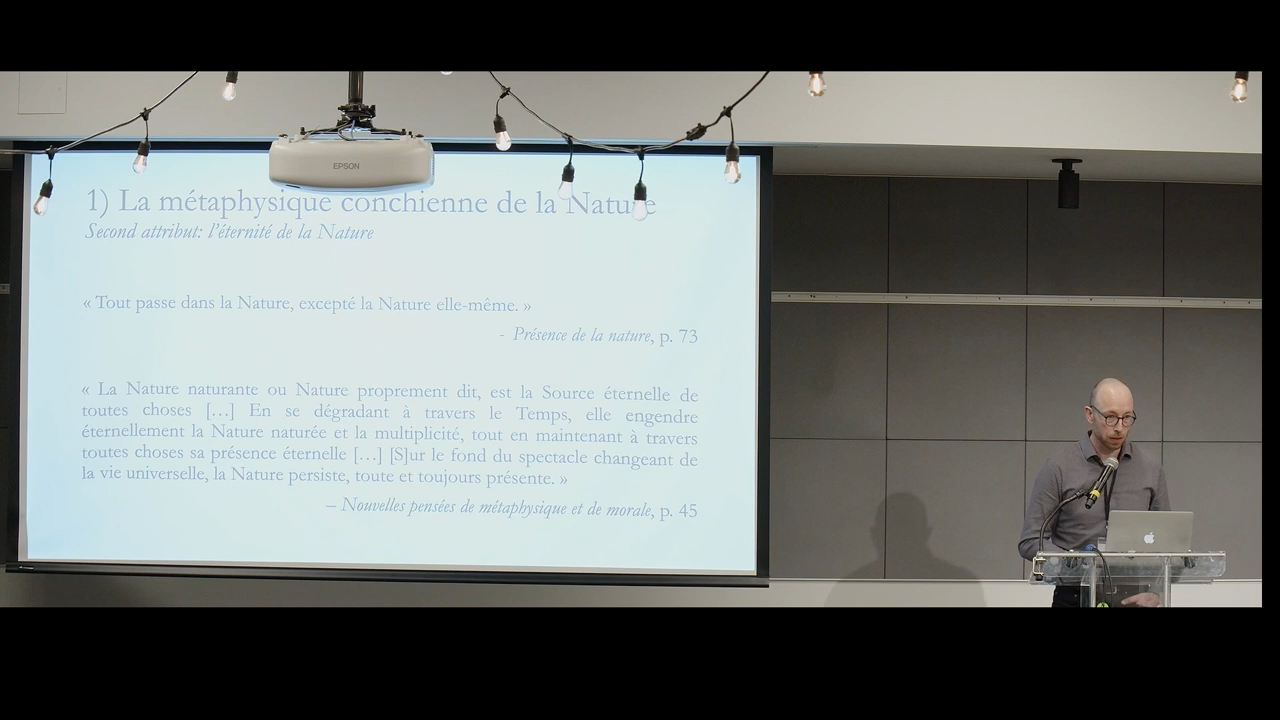 EPSON
1) La métaphysique conchienne de la Nature
Second attribut: l'éternité de la Nature
« Tout passe dans la Nature, excepté la Nature elle-même. »
- Présence de la nature, p. 73
« La Nature naturante ou Nature proprement dit, est la Source éternelle de
toutes choses […] En se dégradant à travers le Temps, elle engendre
éternellement la Nature naturée et la multiplicité, tout en maintenant à travers
toutes choses sa présence éternelle […] [S]ur le fond du spectacle changeant de
la vie universelle, la Nature persiste, toute et toujours présente. »
– Nouvelles pensées de métaphysique et de morale, p. 45